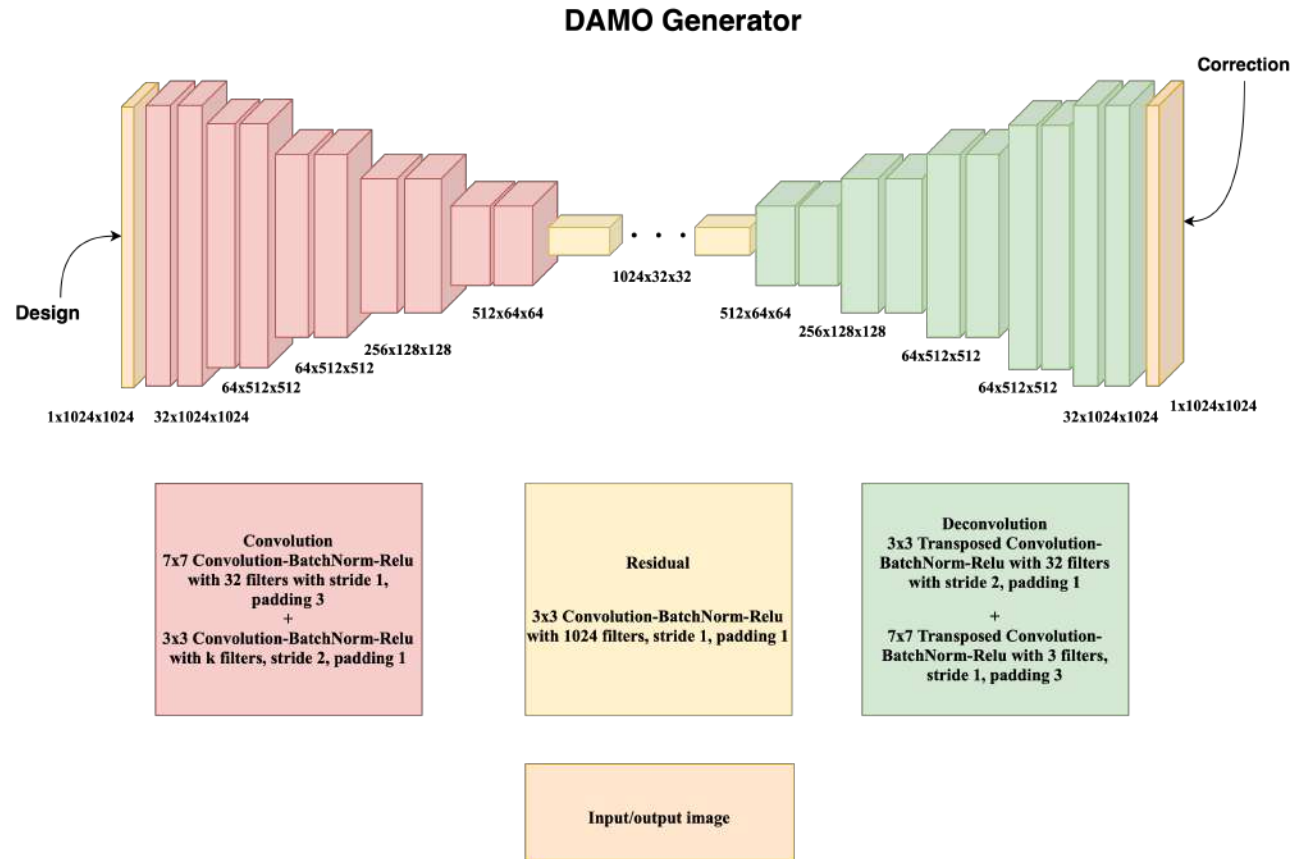 DAMO Generator
Correction
Design
1x1024x1024
32x1024x1024
64x512x512
64x512x512
256x128x128
512x64x64
1024x32x32
512x64x64
256x128x128
64x512x512
64x512x512
32x1024x1024
1x1024x1024
Convolution
7x7 Convolution-BatchNorm-Relu
with 32 filters with stride 1,
padding 3
+
3x3 Convolution-BatchNorm-Relu
with k filters, stride 2, padding 1
Residual
3x3 Convolution-BatchNorm-Relu
with 1024 filters, stride 1, padding 1
Deconvolution
3x3 Transposed Convolution-
BatchNorm-Relu with 32 filters
with stride 2, padding 1
+
7x7 Transposed Convolution-
BatchNorm-Relu with 3 filters,
stride 1, padding 3
Input/output image